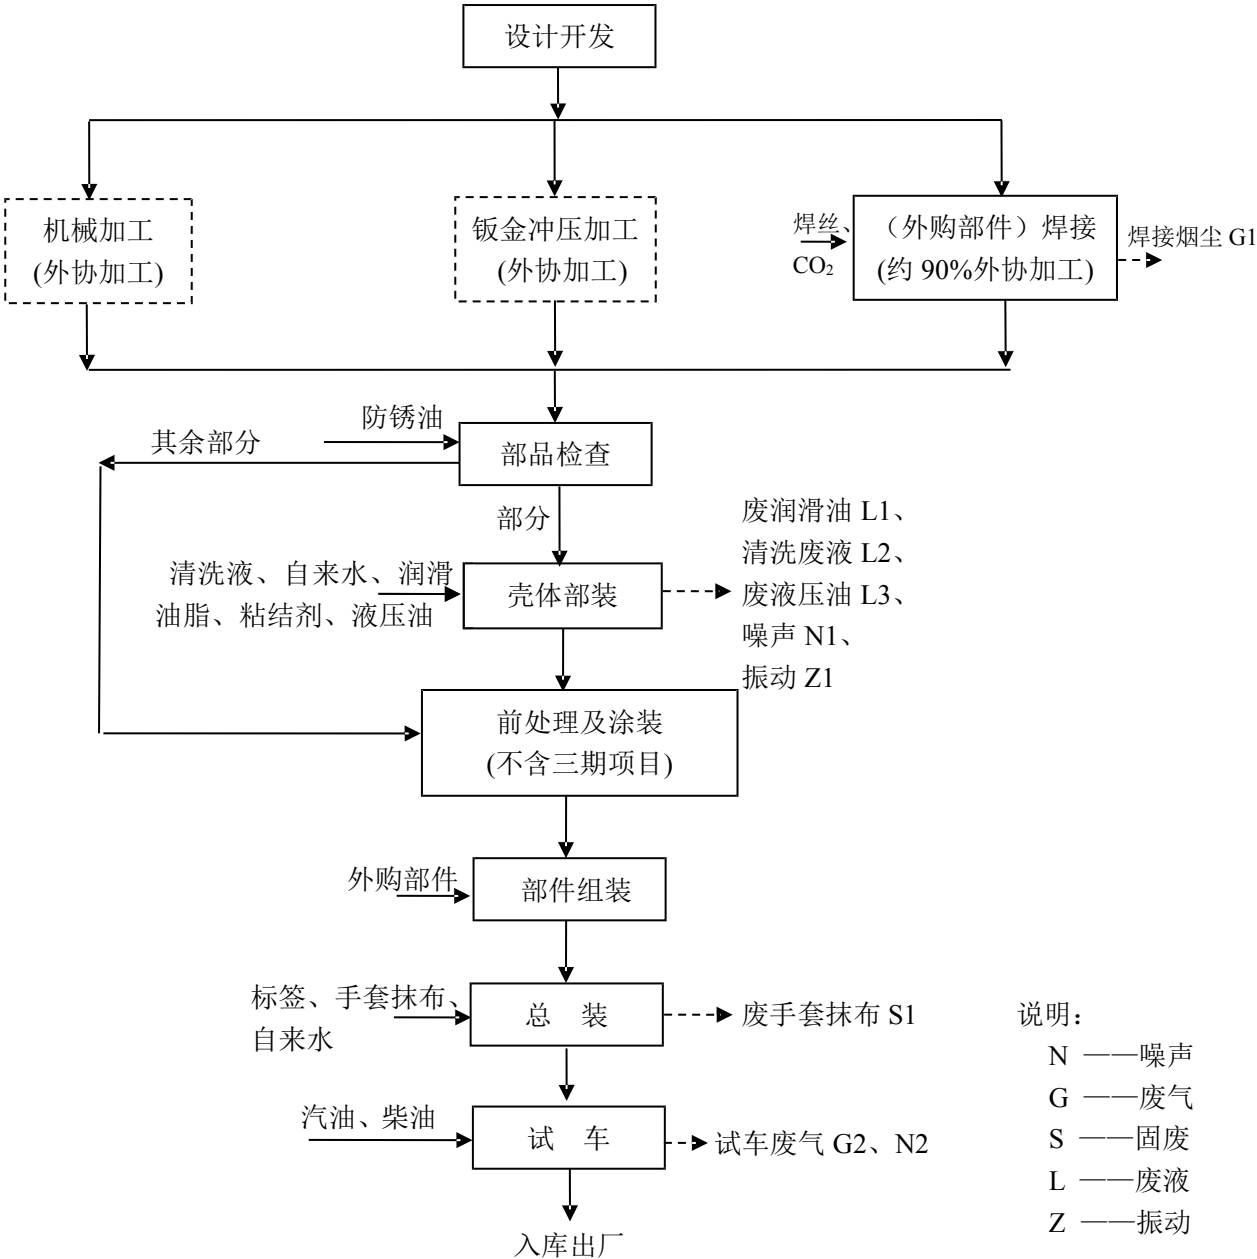 设计开发
机械加工
(外协加工)
钣金冲压加工
(外协加工)
焊丝、
CO₂
（外购部件）焊接
(约 90%外协加工)
焊接烟尘 G1
防锈油
其余部分
部品检查
部分
清洗液、自来水、润滑
油脂、粘结剂、液压油
壳体部装
废润滑油 L1、
清洗废液 L2、
废液压油 L3、
噪声 N1、
振动 Z1
前处理及涂装
(不含三期项目)
外购部件
部件组装
标签、手套抹布、
自来水
总 装
废手套抹布 S1
汽油、柴油
试 车
试车废气 G2、N2
入库出厂
说明：
N ——噪声
G ——废气
S ——固废
L ——废液
Z ——振动